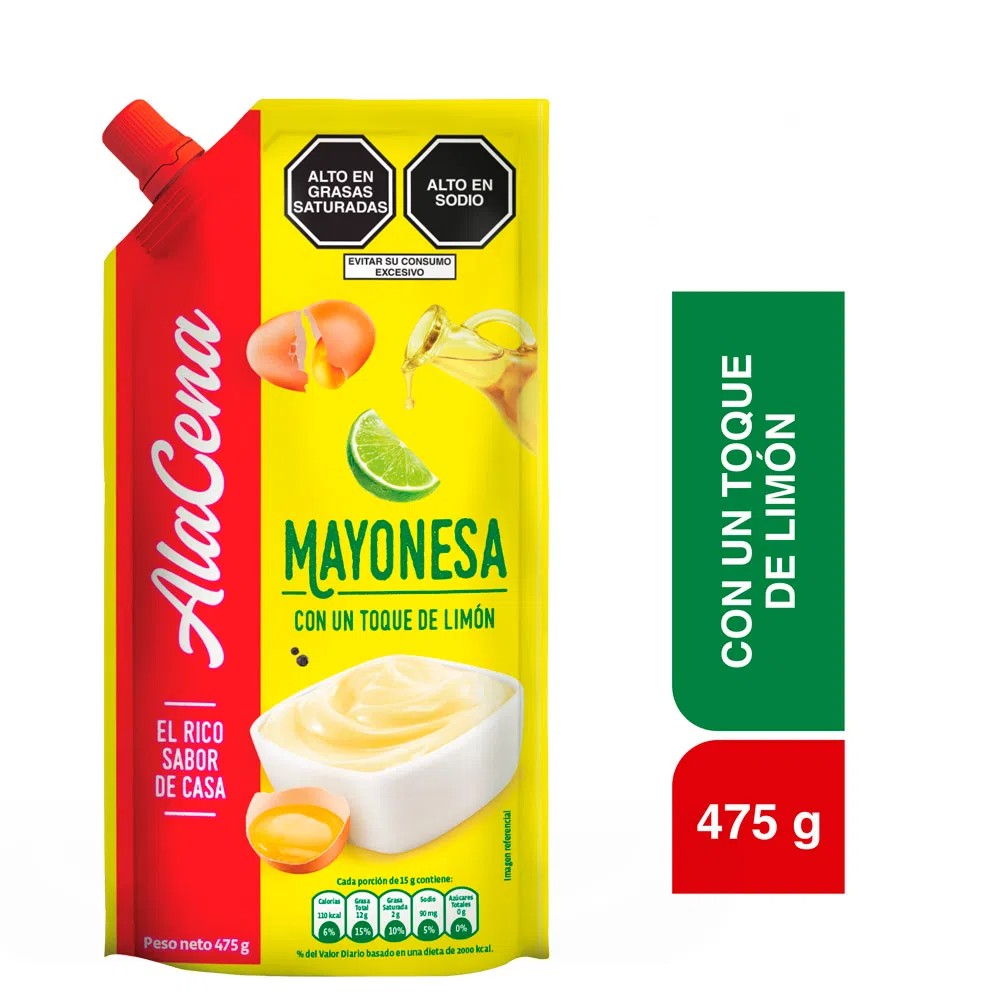 ALTO EN
GRASAS
SATURADAS
ALTO EN
SODIO
EVITAR SU CONSUMO
EXCESIVO
AlaCena
EL RICO
SABOR
DE CASA
MAYONESA
CON UN TOQUE DE LIMÓN
Imagen referencial
Cada porción de 15 g contiene:
Calorías
110 kcal
6%
Grasa
Total
12 g
15%
Grasa
Saturada
2 g
10%
Sodio
90 mg
5%
Azúcares
Totales
0 g
0%
% del Valor Diario basado en una dieta de 2000 kcal.
Peso neto 475 g
CON UN TOQUE
DE LIMÓN
475 g